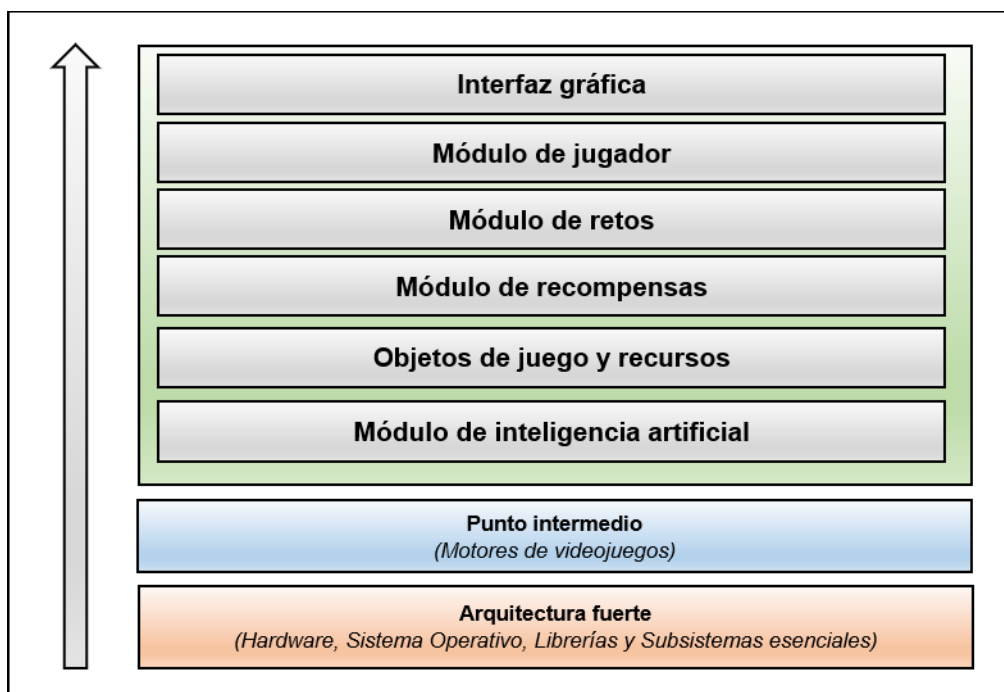 Interfaz gráfica
Módulo de jugador
Módulo de retos
Módulo de recompensas
Objetos de juego y recursos
Módulo de inteligencia artificial
Punto intermedio
(Motores de videojuegos)
Arquitectura fuerte
(Hardware, Sistema Operativo, Librerías y Subsistemas esenciales)